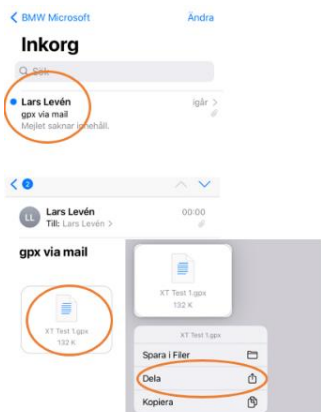 BMW Microsoft
Ändra
Inkorg
Sök
Lars Levén
igår
gpx via mail
Mejlet saknar innehåll.
2
LL
Lars Levén
00:00
Till: Lars Levén
gpx via mail
XT Test 1.gpx
132 K
XT Test 1.gpx
132 K
XT Test 1.gpx
Spara i Filer
Dela
Kopiera